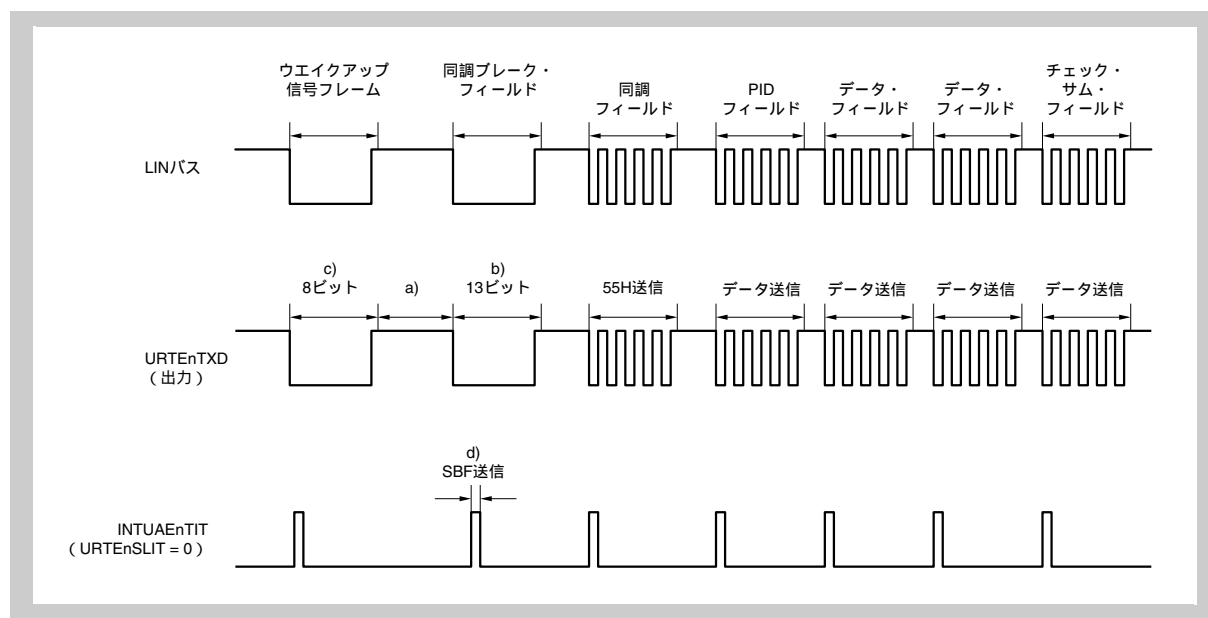 ウエイクアップ
信号フレーム
同調ブレーク・
フィールド
同調
フィールド
PID
フィールド
データ・
フィールド
データ・
フィールド
チェック・
サム・
フィールド
LINバス
c)
8ビット
a)
b)
13ビット
55H送信
データ送信
データ送信
データ送信
データ送信
URTEnTXD
(出力)
d)
SBF送信
INTUAEnTIT
(URTEnSLIT = 0)